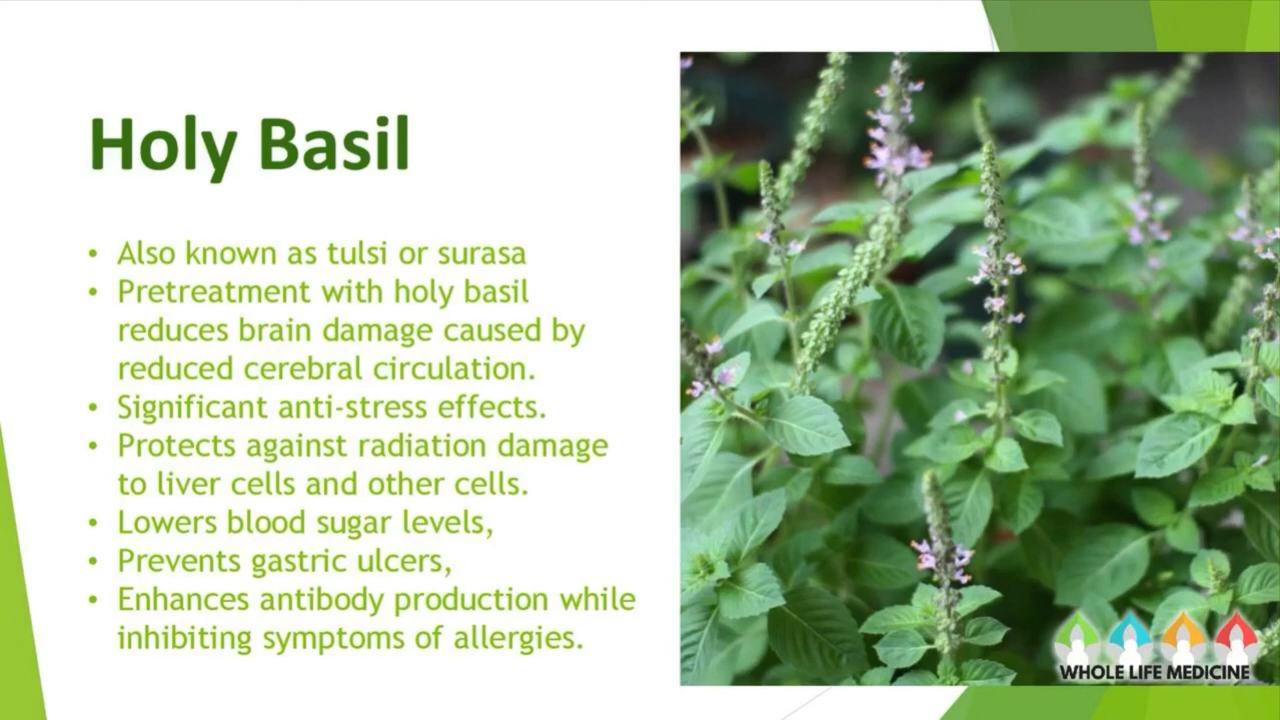 Holy Basil
• Also known as tulsi or surasa
• Pretreatment with holy basil
reduces brain damage caused by
reduced cerebral circulation.
• Significant anti-stress effects.
• Protects against radiation damage
to liver cells and other cells.
• Lowers blood sugar levels,
• Prevents gastric ulcers,
• Enhances antibody production while
inhibiting symptoms of allergies.
WHOLE LIFE MEDICINE